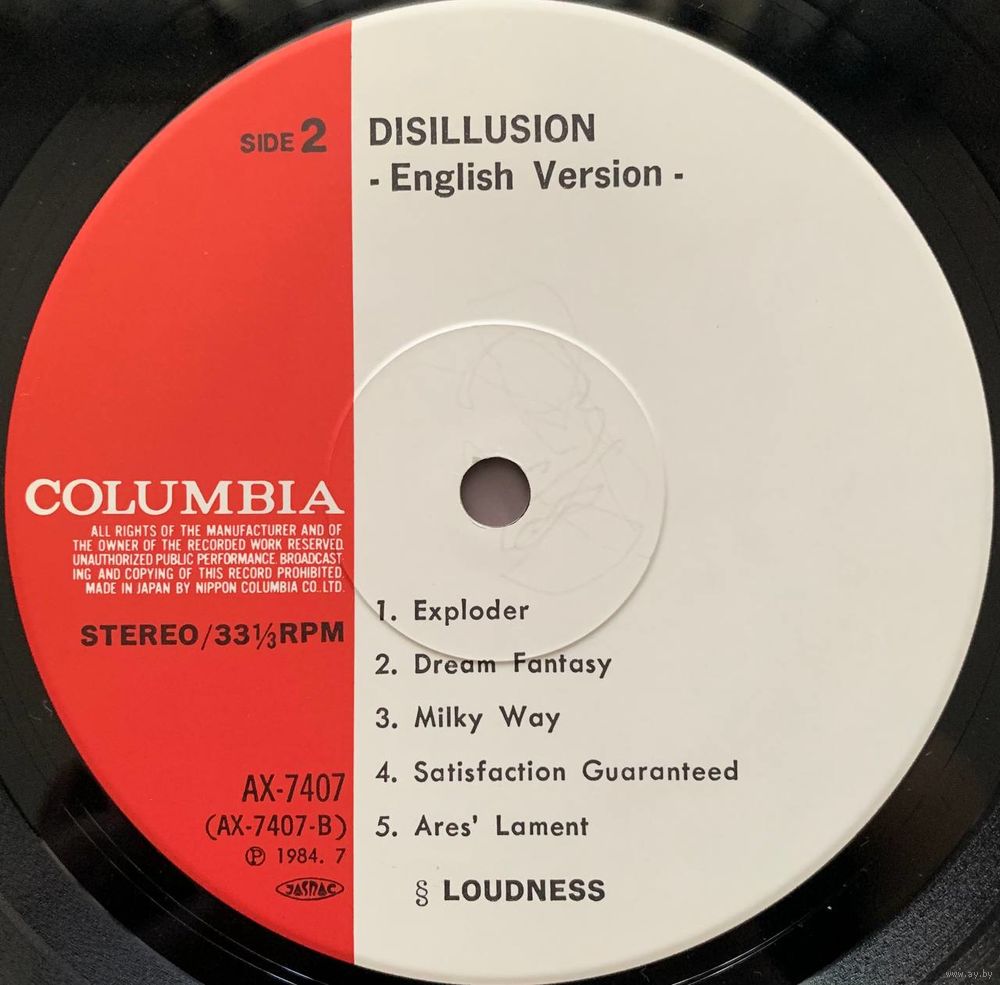 SIDE 2
DISILLUSION
- English Version -
COLUMBIA
ALL RIGHTS OF THE MANUFACTURER AND OF
THE OWNER OF THE RECORDED WORK RESERVED.
UNAUTHORIZED PUBLIC PERFORMANCE. BROADCAST-
ING AND COPYING OF THIS RECORD PROHIBITED.
MADE IN JAPAN BY NIPPON COLUMBIA CO., LTD.
STEREO/33⅓RPM
AX-7407
(AX-7407-B)
Ⓟ 1984. 7
JASRAC
1. Exploder
2. Dream Fantasy
3. Milky Way
4. Satisfaction Guaranteed
5. Ares' Lament
§ LOUDNESS
www.ay.by